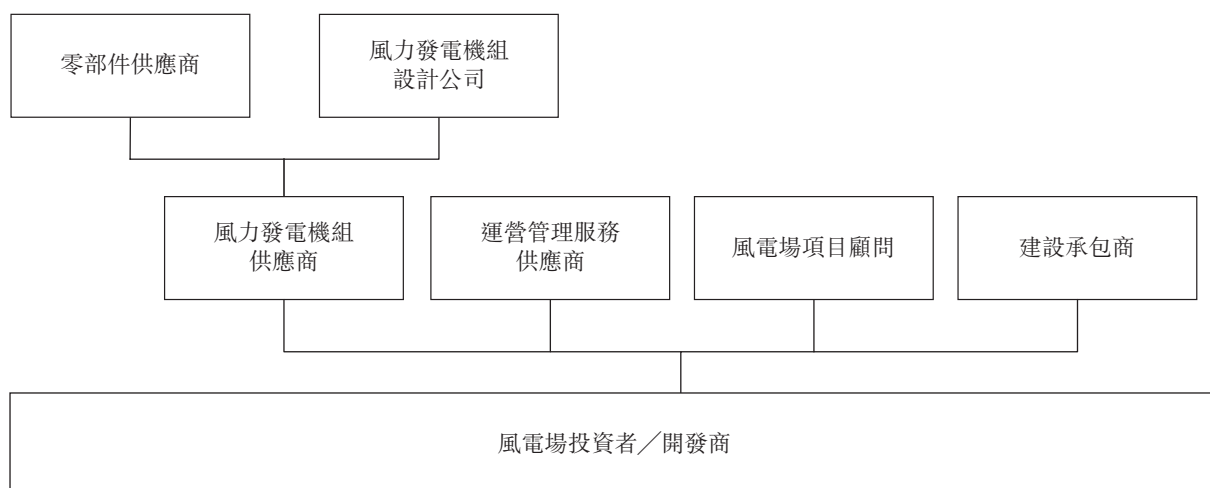 零部件供應商
風力發電機組
設計公司
風力發電機組
供應商
運營管理服務
供應商
風電場項目顧問
建設承包商
風電場投資者╱開發商